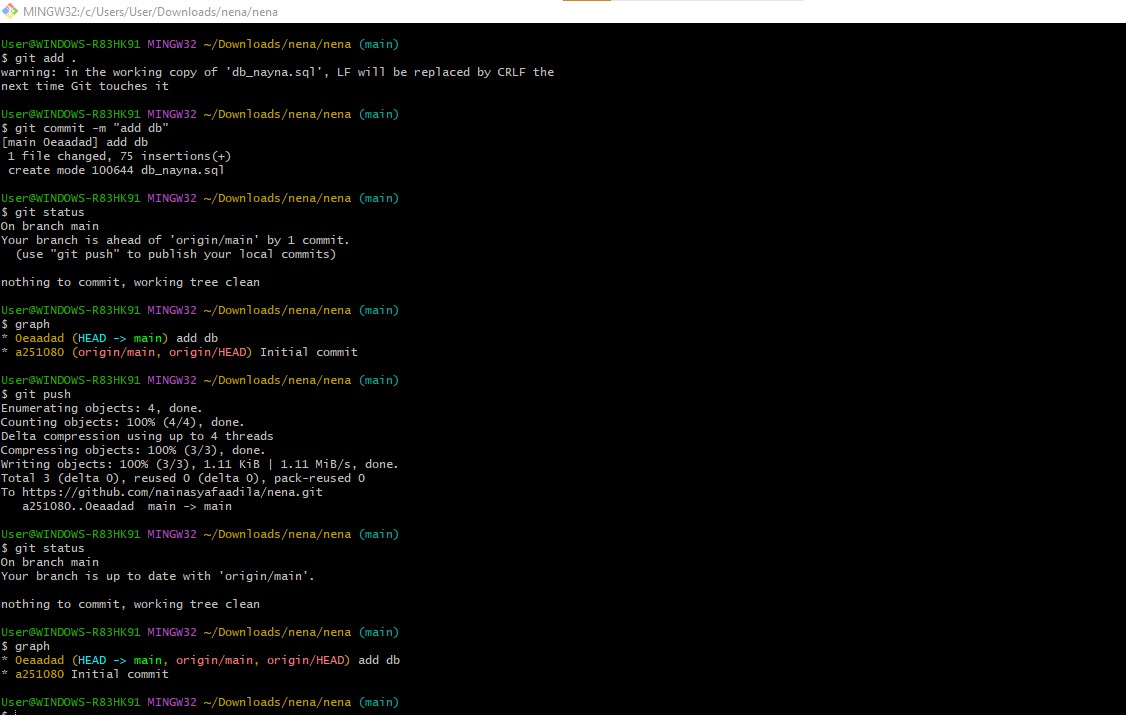 MINGW32:/c/Users/User/Downloads/nena/nena
User@WINDOWS-R83HK91 MINGW32 ~/Downloads/nena/nena (main)
$ git add .
warning: in the working copy of 'db_nayna.sql', LF will be replaced by CRLF the
next time Git touches it
User@WINDOWS-R83HK91 MINGW32 ~/Downloads/nena/nena (main)
$ git commit -m "add db"
[main 0eaadad] add db
 1 file changed, 75 insertions(+)
 create mode 100644 db_nayna.sql
User@WINDOWS-R83HK91 MINGW32 ~/Downloads/nena/nena (main)
$ git status
On branch main
Your branch is ahead of 'origin/main' by 1 commit.
  (use "git push" to publish your local commits)
nothing to commit, working tree clean
User@WINDOWS-R83HK91 MINGW32 ~/Downloads/nena/nena (main)
$ graph
* 0eaadad (HEAD -> main) add db
* a251080 (origin/main, origin/HEAD) Initial commit
User@WINDOWS-R83HK91 MINGW32 ~/Downloads/nena/nena (main)
$ git push
Enumerating objects: 4, done.
Counting objects: 100% (4/4), done.
Delta compression using up to 4 threads
Compressing objects: 100% (3/3), done.
Writing objects: 100% (3/3), 1.11 KiB | 1.11 MiB/s, done.
Total 3 (delta 0), reused 0 (delta 0), pack-reused 0
To https://github.com/nainasyafaadila/nena.git
   a251080..0eaadad  main -> main
User@WINDOWS-R83HK91 MINGW32 ~/Downloads/nena/nena (main)
$ git status
On branch main
Your branch is up to date with 'origin/main'.
nothing to commit, working tree clean
User@WINDOWS-R83HK91 MINGW32 ~/Downloads/nena/nena (main)
$ graph
* 0eaadad (HEAD -> main, origin/main, origin/HEAD) add db
* a251080 Initial commit
User@WINDOWS-R83HK91 MINGW32 ~/Downloads/nena/nena (main)
$